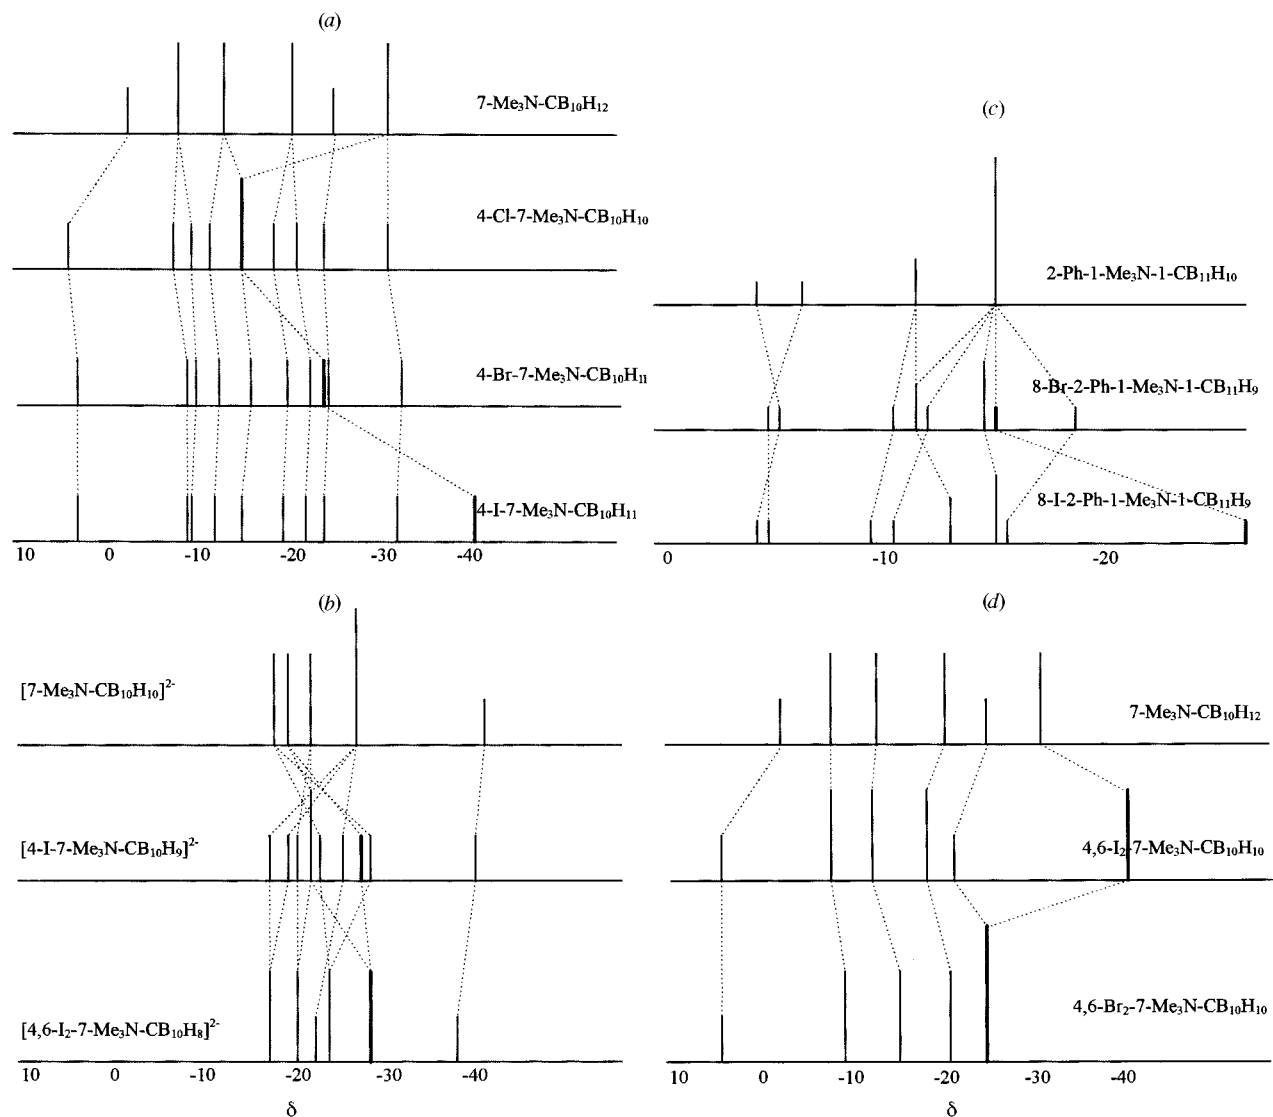 (a)
7-Me₃N-CB₁₀H₁₂
4-Cl-7-Me₃N-CB₁₀H₁₀
4-Br-7-Me₃N-CB₁₀H₁₁
4-I-7-Me₃N-CB₁₀H₁₁
10 0 -10 -20 -30 -40
(c)
2-Ph-1-Me₃N-1-CB₁₁H₁₀
8-Br-2-Ph-1-Me₃N-1-CB₁₁H₉
8-I-2-Ph-1-Me₃N-1-CB₁₁H₉
0 -10 -20
(b)
[7-Me₃N-CB₁₀H₁₀]²⁻
[4-I-7-Me₃N-CB₁₀H₉]²⁻
[4,6-I₂-7-Me₃N-CB₁₀H₈]²⁻
10 0 -10 -20 -30 -40
δ
(d)
7-Me₃N-CB₁₀H₁₂
4,6-I₂-7-Me₃N-CB₁₀H₁₀
4,6-Br₂-7-Me₃N-CB₁₀H₁₀
10 0 -10 -20 -30 -40
δ